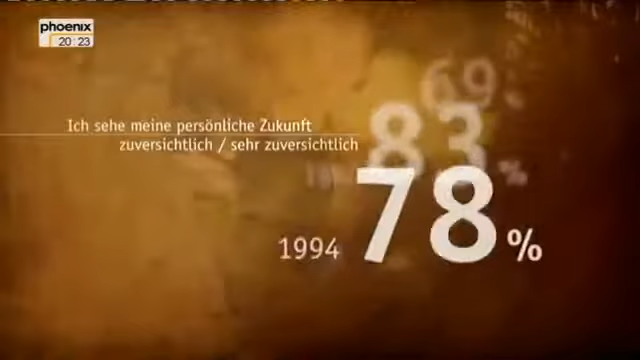 phoenix
20:23
69
Ich sehe meine persönliche Zukunft
83
zuversichtlich / sehr zuversichtlich
%
1994 78 %